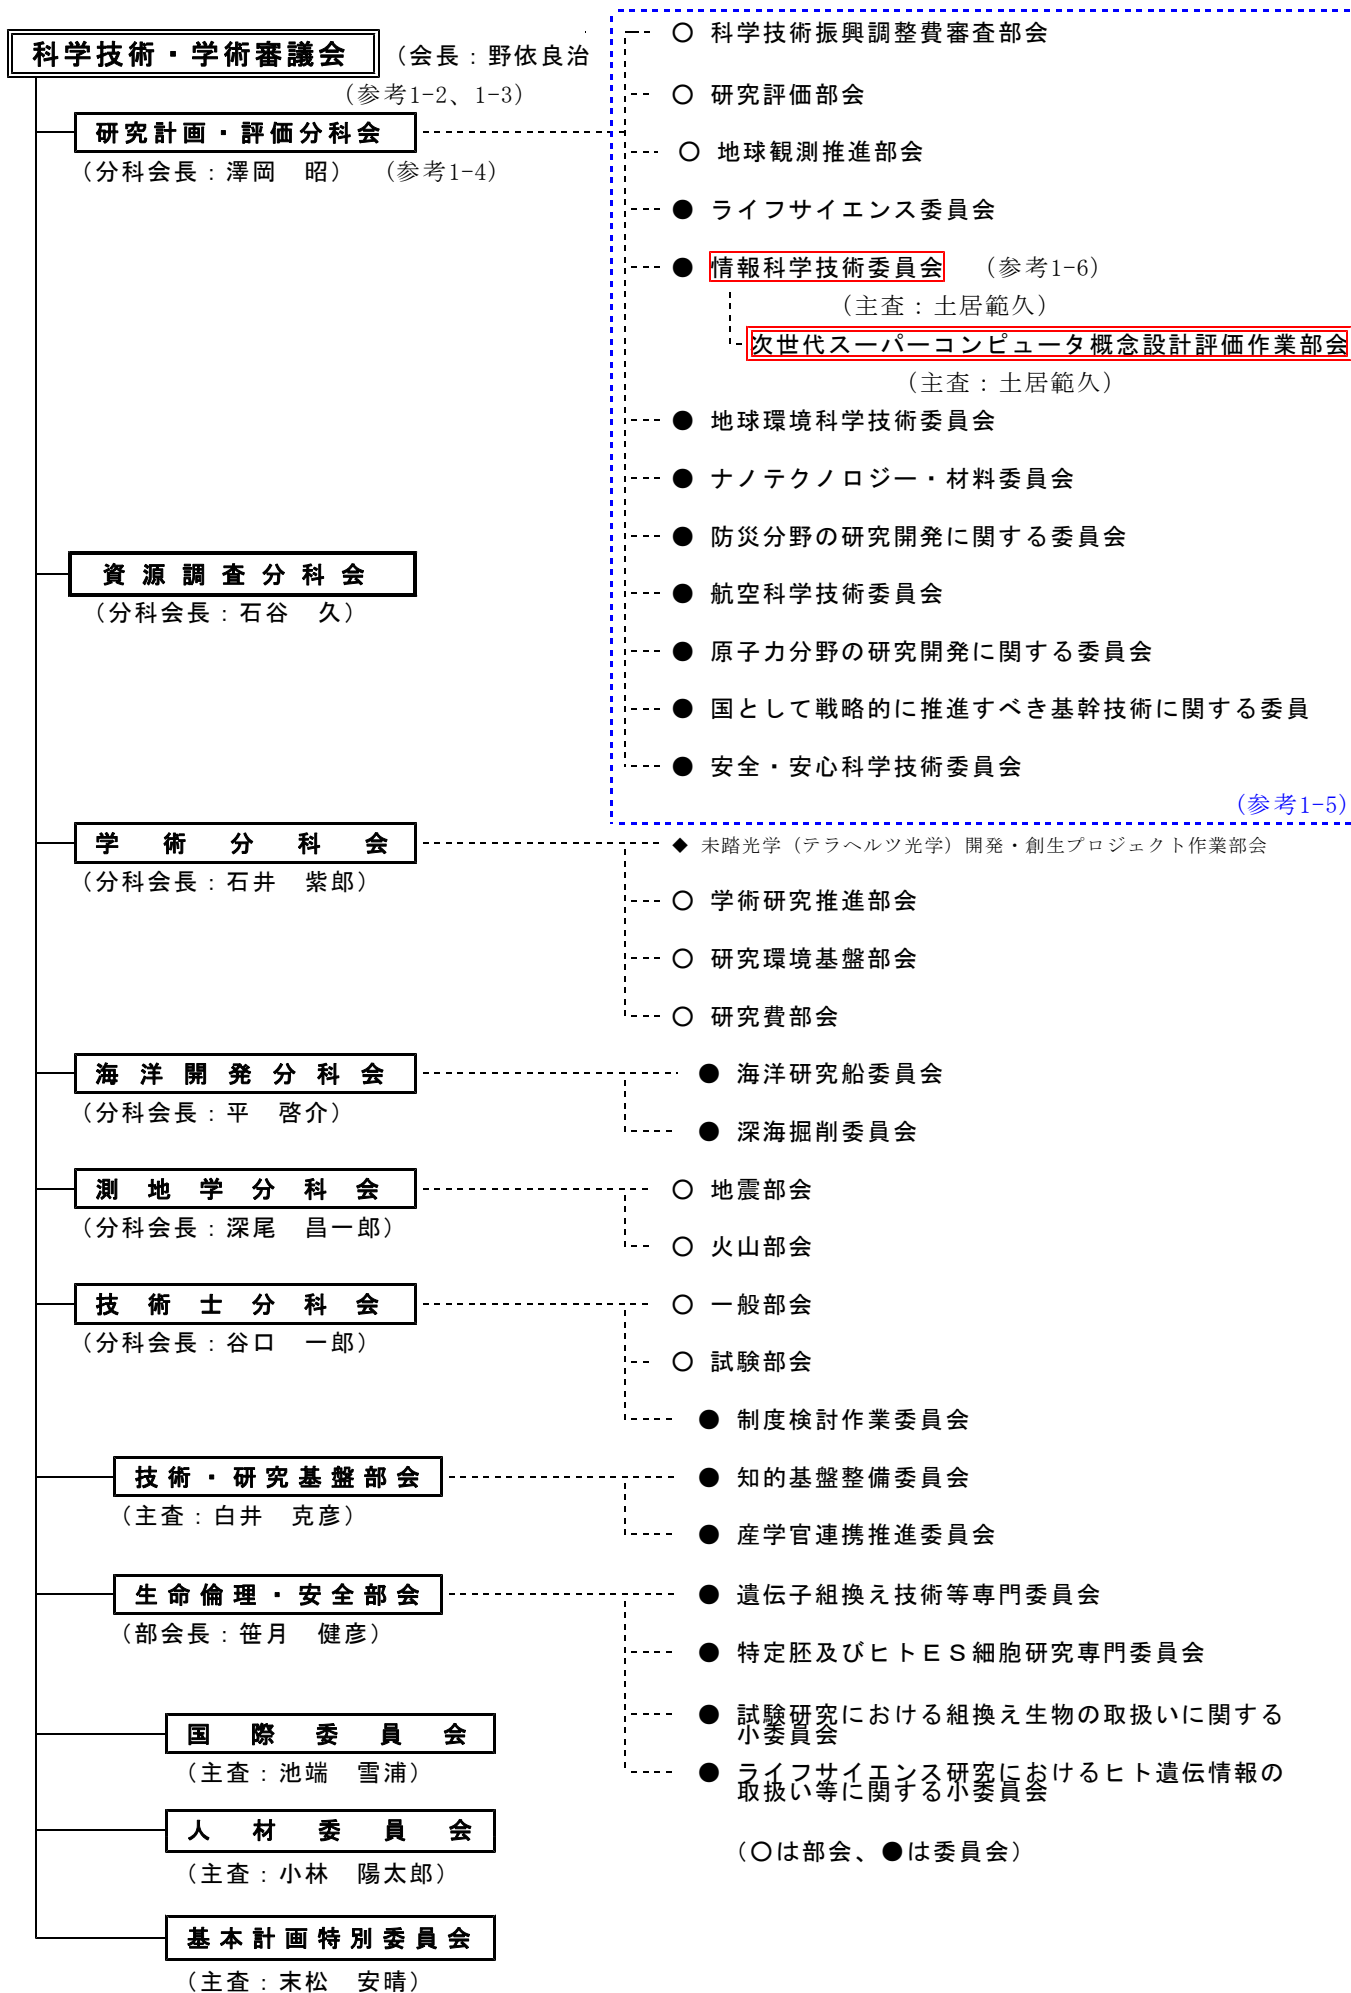 科学技術・学術審議会 （会長：野依良治
（参考1-2、1-3）
研究計画・評価分科会
（分科会長：澤岡　昭） （参考1-4）
○ 科学技術振興調整費審査部会
○ 研究評価部会
○ 地球観測推進部会
● ライフサイエンス委員会
● 情報科学技術委員会 （参考1-6）
（主査：土居範久）
次世代スーパーコンピュータ概念設計評価作業部会
（主査：土居範久）
● 地球環境科学技術委員会
● ナノテクノロジー・材料委員会
● 防災分野の研究開発に関する委員会
● 航空科学技術委員会
● 原子力分野の研究開発に関する委員会
● 国として戦略的に推進すべき基幹技術に関する委員
● 安全・安心科学技術委員会
（参考1-5）
資源調査分科会
（分科会長：石谷　久）
学術分科会
（分科会長：石井　紫郎）
◆ 未踏光学（テラヘルツ光学）開発・創生プロジェクト作業部会
○ 学術研究推進部会
○ 研究環境基盤部会
○ 研究費部会
海洋開発分科会
（分科会長：平　啓介）
● 海洋研究船委員会
● 深海掘削委員会
測地学分科会
（分科会長：深尾　昌一郎）
○ 地震部会
○ 火山部会
技術士分科会
（分科会長：谷口　一郎）
○ 一般部会
○ 試験部会
● 制度検討作業委員会
技術・研究基盤部会
（主査：白井　克彦）
● 知的基盤整備委員会
● 産学官連携推進委員会
生命倫理・安全部会
（部会長：笹月　健彦）
● 遺伝子組換え技術等専門委員会
● 特定胚及びヒトＥＳ細胞研究専門委員会
● 試験研究における組換え生物の取扱いに関する
小委員会
● ライフサイエンス研究におけるヒト遺伝情報の
取扱い等に関する小委員会
（○は部会、●は委員会）
国際委員会
（主査：池端　雪浦）
人材委員会
（主査：小林　陽太郎）
基本計画特別委員会
（主査：末松　安晴）